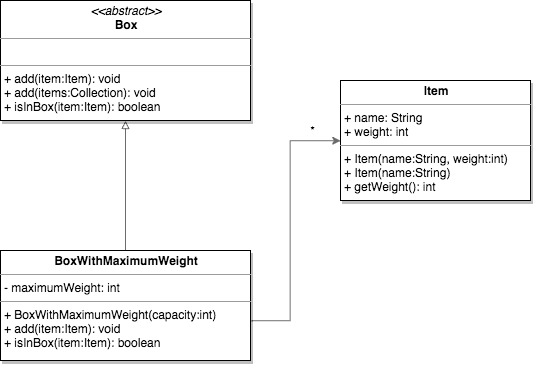 <<abstract>>
Box
+ add(item:Item): void
+ add(items:Collection): void
+ isInBox(item:Item): boolean
*
Item
+ name: String
+ weight: int
+ Item(name:String, weight:int)
+ Item(name:String)
+ getWeight(): int
BoxWithMaximumWeight
- maximumWeight: int
+ BoxWithMaximumWeight(capacity:int)
+ add(item:Item): void
+ isInBox(item:Item): boolean